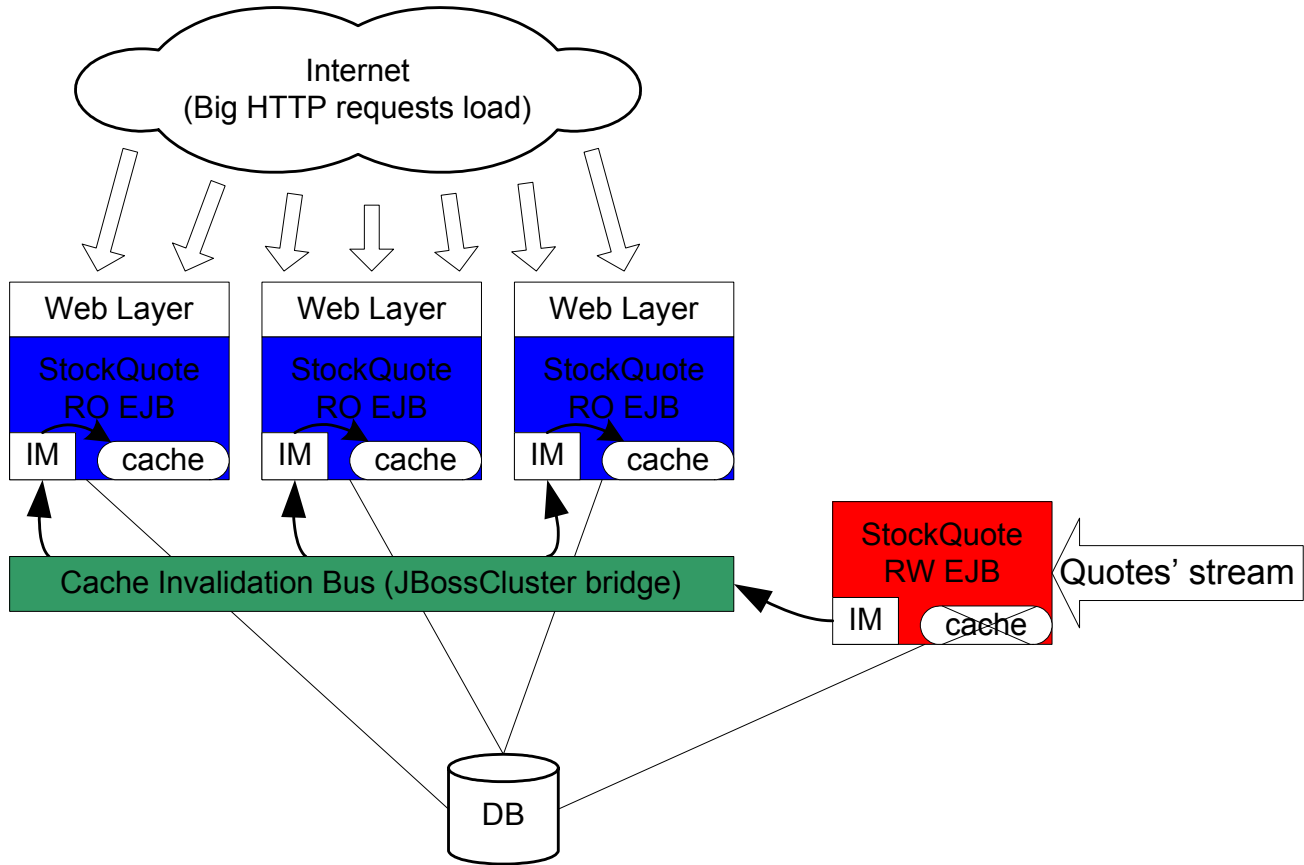 Internet
(Big HTTP requests load)
Web Layer
Web Layer
Web Layer
StockQuote
RO EJB
IM
cache
StockQuote
RO EJB
IM
cache
StockQuote
RO EJB
IM
cache
StockQuote
RW EJB
IM
cache
Quotes’ stream
Cache Invalidation Bus (JBossCluster bridge)
DB